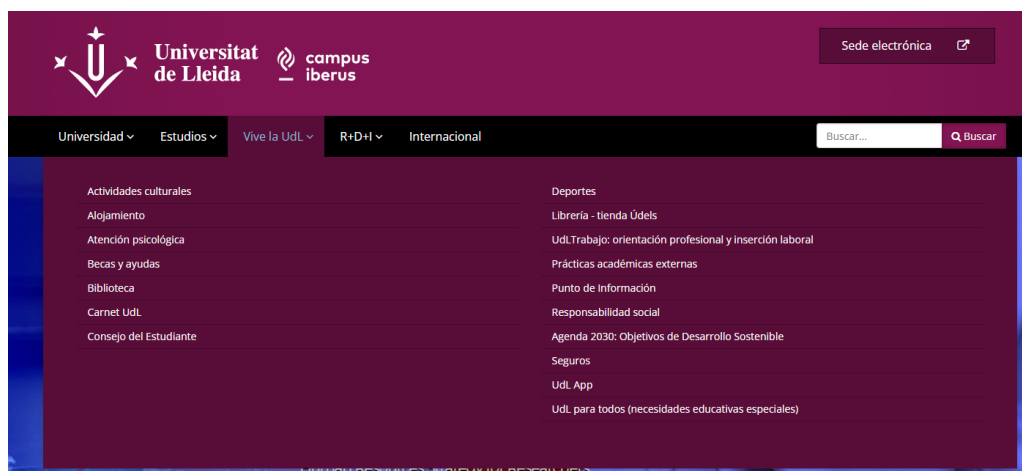 Universitat
de Lleida
campus
iberus
Sede electrónica
Universidad
Estudios
Vive la UdL
R+D+I
Internacional
Buscar...
Buscar
Actividades culturales
Alojamiento
Atención psicológica
Becas y ayudas
Biblioteca
Carnet UdL
Consejo del Estudiante
Deportes
Librería - tienda Údels
UdLTrabajo: orientación profesional y inserción laboral
Prácticas académicas externas
Punto de Información
Responsabilidad social
Agenda 2030: Objetivos de Desarrollo Sostenible
Seguros
UdL App
UdL para todos (necesidades educativas especiales)